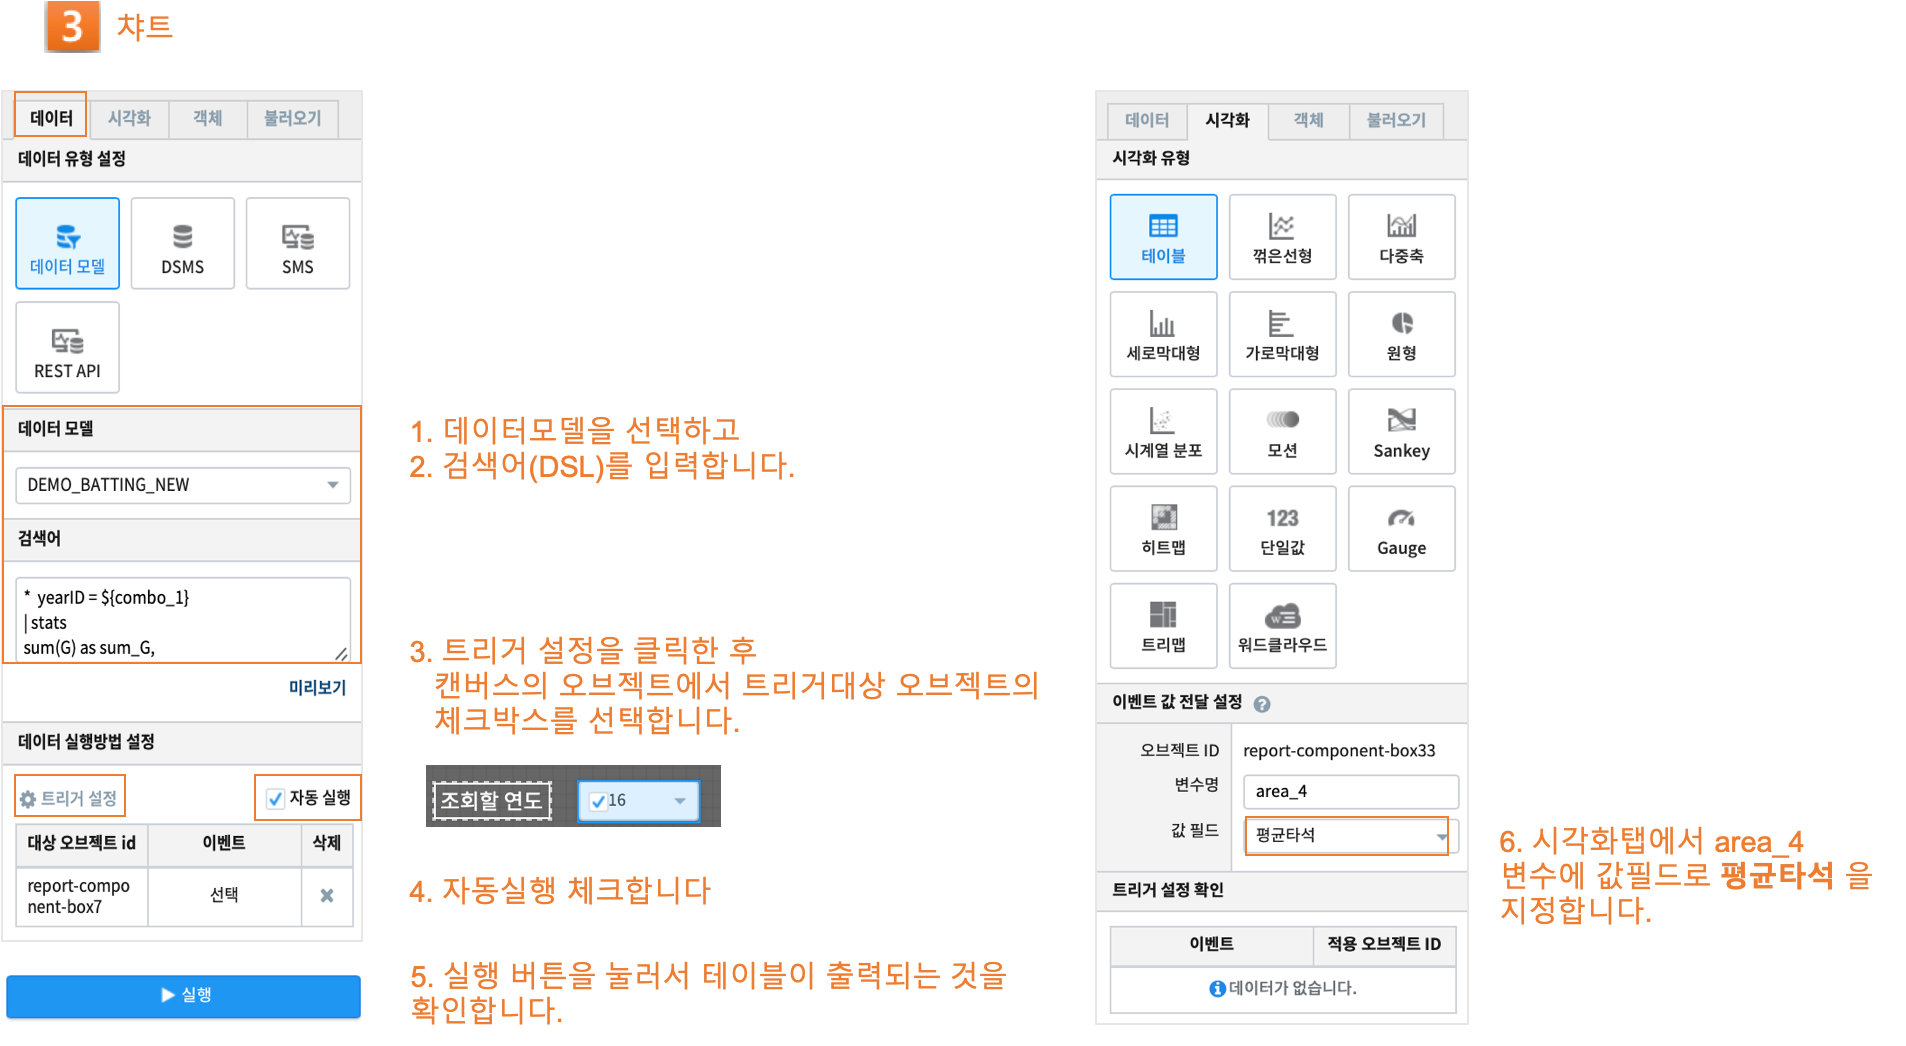 3 챠트
데이터 시각화 객체 불러오기
데이터 유형 설정
데이터 모델 DSMS SMS
REST API
데이터 모델
DEMO_BATTING_NEW
검색어
* yearID = ${combo_1}
| stats
sum(G) as sum_G,
미리보기
데이터 실행방법 설정
트리거 설정 자동 실행
대상 오브젝트 id 이벤트 삭제
report-compo
nent-box7 선택
실행
1. 데이터모델을 선택하고
2. 검색어(DSL)를 입력합니다.
3. 트리거 설정을 클릭한 후
캔버스의 오브젝트에서 트리거대상 오브젝트의
체크박스를 선택합니다.
조회할 연도 16
4. 자동실행 체크합니다
5. 실행 버튼을 눌러서 테이블이 출력되는 것을
확인합니다.
데이터 시각화 객체 불러오기
시각화 유형
테이블 꺾은선형 다중축
세로막대형 가로막대형 원형
시계열 분포 모션 Sankey
123
히트맵 단일값 Gauge
W
트리맵 워드클라우드
이벤트 값 전달 설정 ?
오브젝트 ID report-component-box33
변수명 area_4
값 필드 평균타석
트리거 설정 확인
이벤트 적용 오브젝트 ID
데이터가 없습니다.
6. 시각화탭에서 area_4
변수에 값필드로 평균타석 을
지정합니다.